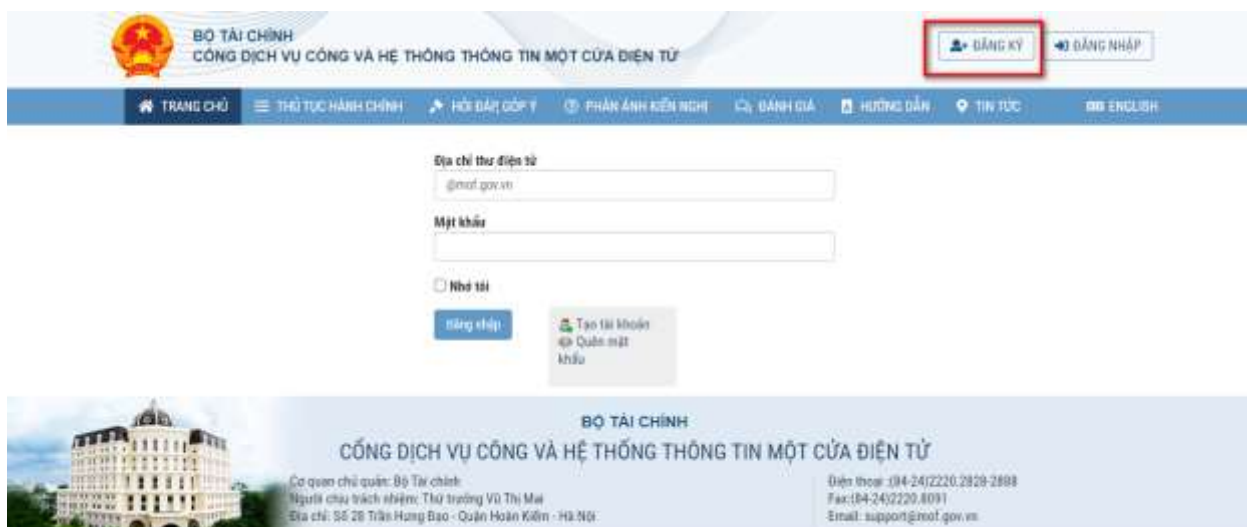 BỘ TÀI CHÍNH
CỔNG DỊCH VỤ CÔNG VÀ HỆ THỐNG THÔNG TIN MỘT CỬA ĐIỆN TỬ
ĐĂNG KÝ
ĐĂNG NHẬP
TRANG CHỦ
THỦ TỤC HÀNH CHÍNH
HỎI ĐÁP, GÓP Ý
PHẢN ÁNH KIẾN NGHỊ
ĐÁNH GIÁ
HƯỚNG DẪN
TIN TỨC
ENGLISH
Địa chỉ thư điện tử
@mof.gov.vn
Mật khẩu
Nhớ tôi
Đăng nhập
Tạo tài khoản
Quên mật
khẩu
BỘ TÀI CHÍNH
CỔNG DỊCH VỤ CÔNG VÀ HỆ THỐNG THÔNG TIN MỘT CỬA ĐIỆN TỬ
Cơ quan chủ quản: Bộ Tài chính
Người chịu trách nhiệm: Thứ trưởng Vũ Thị Mai
Địa chỉ: Số 28 Trần Hưng Đạo - Quận Hoàn Kiếm - Hà Nội
Điện thoại :(84-24)2220.2828-2888
Fax:(84-24)2220.8091
Email: support@mof.gov.vn